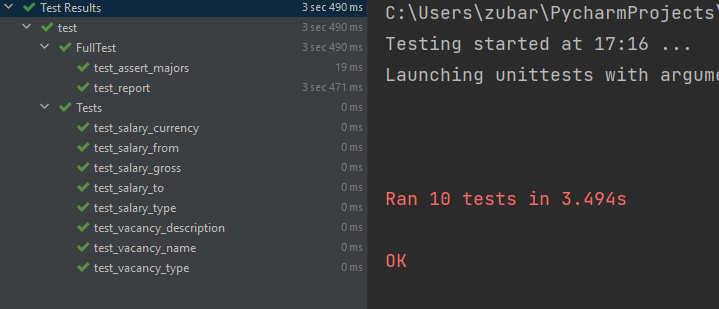 Test Results 3 sec 490 ms
test 3 sec 490 ms
FullTest 3 sec 490 ms
test_assert_majors 19 ms
test_report 3 sec 471 ms
Tests 0 ms
test_salary_currency 0 ms
test_salary_from 0 ms
test_salary_gross 0 ms
test_salary_to 0 ms
test_salary_type 0 ms
test_vacancy_description 0 ms
test_vacancy_name 0 ms
test_vacancy_type 0 ms
C:\Users\zubar\PycharmProjects\
Testing started at 17:16 ...
Launching unittests with argume
Ran 10 tests in 3.494s
OK